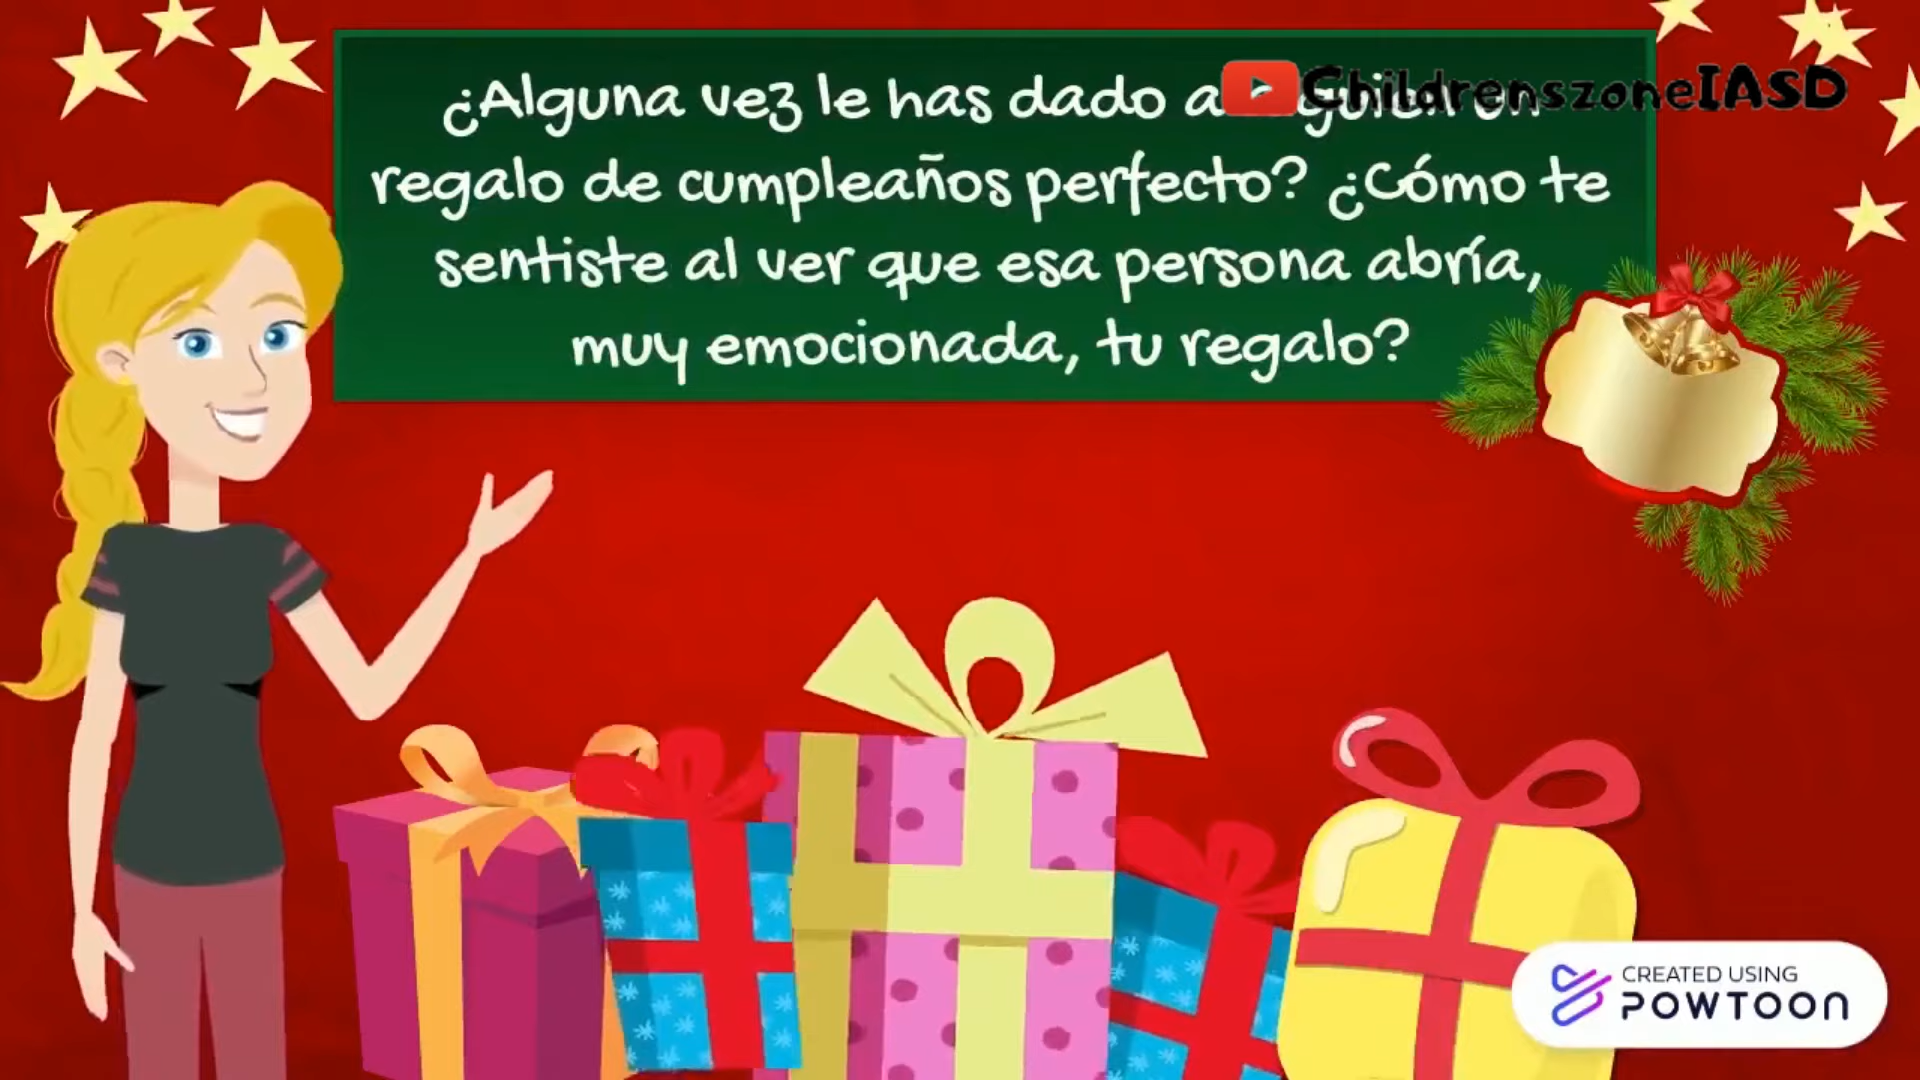 ¿Alguna vez le has dado a
ChildrenszoneIASD
regalo de cumpleaños perfecto? ¿Cómo te
sentiste al ver que esa persona abría,
muy emocionada, tu regalo?
CREATED USING
POWTOON